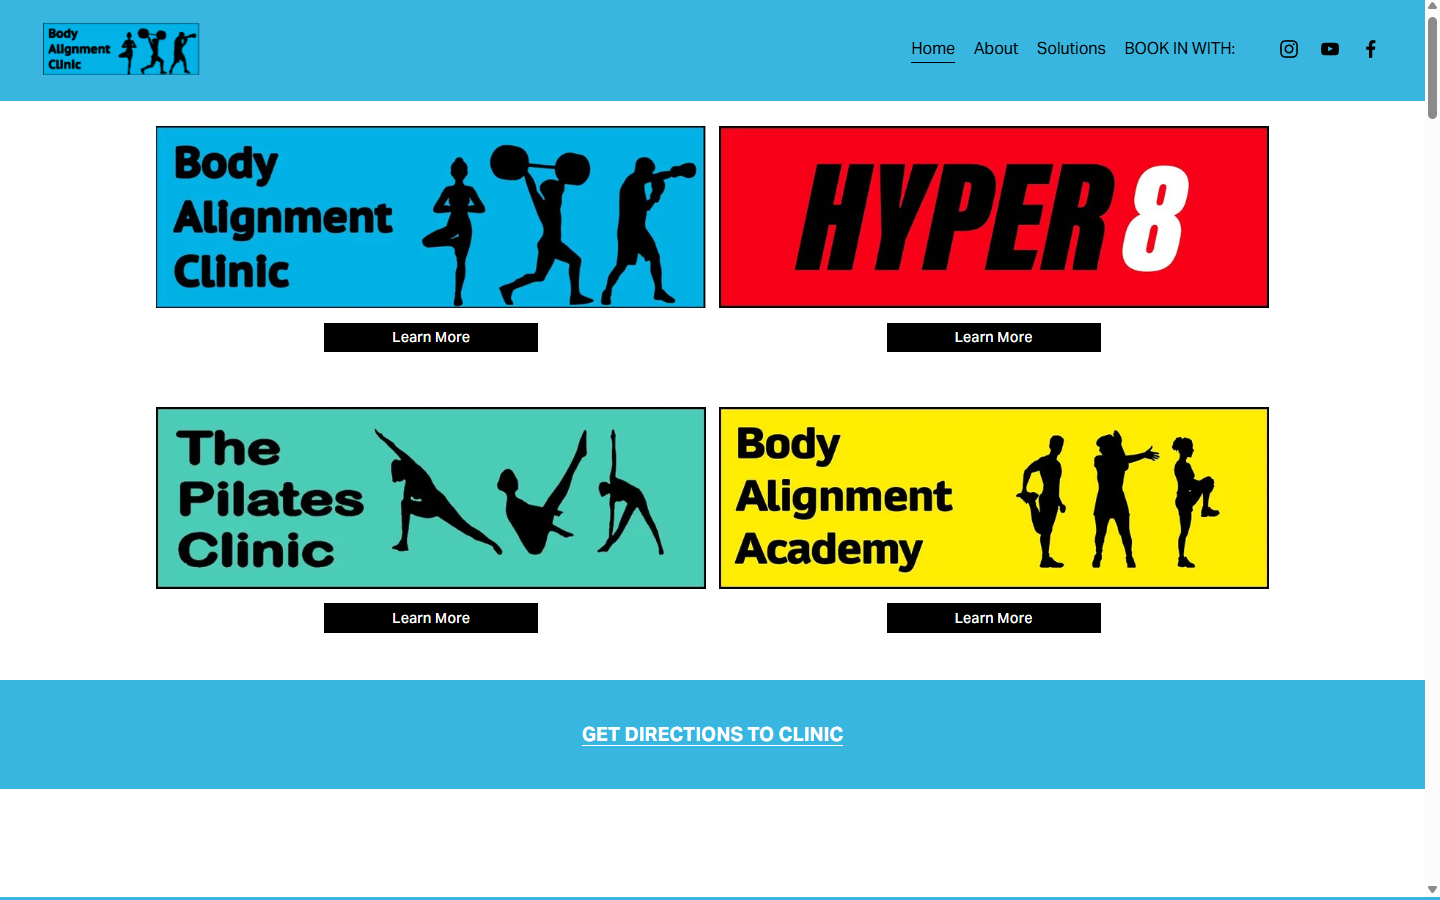 Body
Alignment
Clinic
Home About Solutions BOOK IN WITH:
Body
Alignment
Clinic
HYPER 8
Learn More
Learn More
The
Pilates
Clinic
Body
Alignment
Academy
Learn More
Learn More
GET DIRECTIONS TO CLINIC